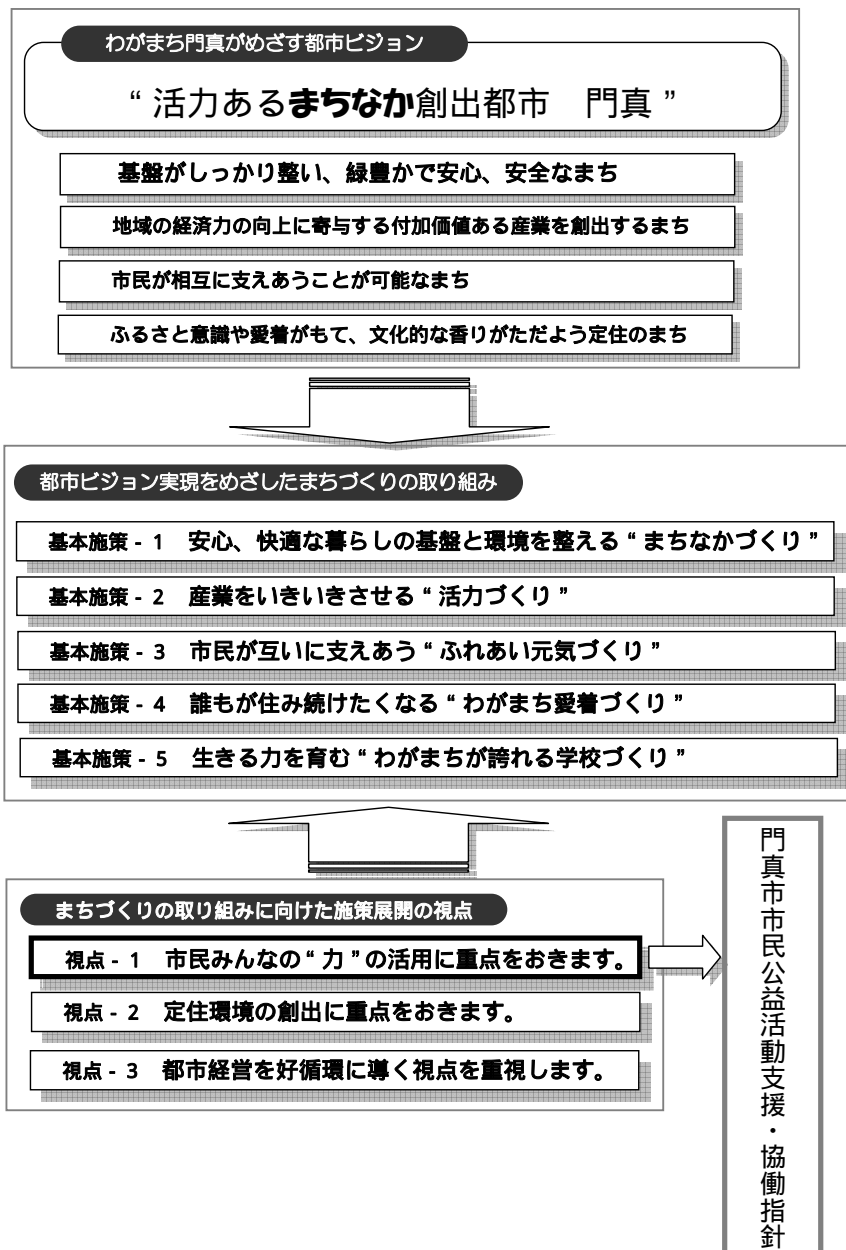 わがまち門真がめざす都市ビジョン
“ 活力あるまちなか創出都市　門真 ”
基盤がしっかり整い、緑豊かで安心、安全なまち
地域の経済力の向上に寄与する付加価値ある産業を創出するまち
市民が相互に支えあうことが可能なまち
ふるさと意識や愛着がもて、文化的な香りがただよう定住のまち
都市ビジョン実現をめざしたまちづくりの取り組み
基本施策 - 1　安心、快適な暮らしの基盤と環境を整える “ まちなかづくり ”
基本施策 - 2　産業をいきいきさせる “ 活力づくり ”
基本施策 - 3　市民が互いに支えあう “ ふれあい元気づくり ”
基本施策 - 4　誰もが住み続けたくなる “ わがまち愛着づくり ”
基本施策 - 5　生きる力を育む “ わがまちが誇れる学校づくり ”
まちづくりの取り組みに向けた施策展開の視点
視点 - 1　市民みんなの “ 力 ” の活用に重点をおきます。
視点 - 2　定住環境の創出に重点をおきます。
視点 - 3　都市経営を好循環に導く視点を重視します。
門真市市民公益活動支援・協働指針